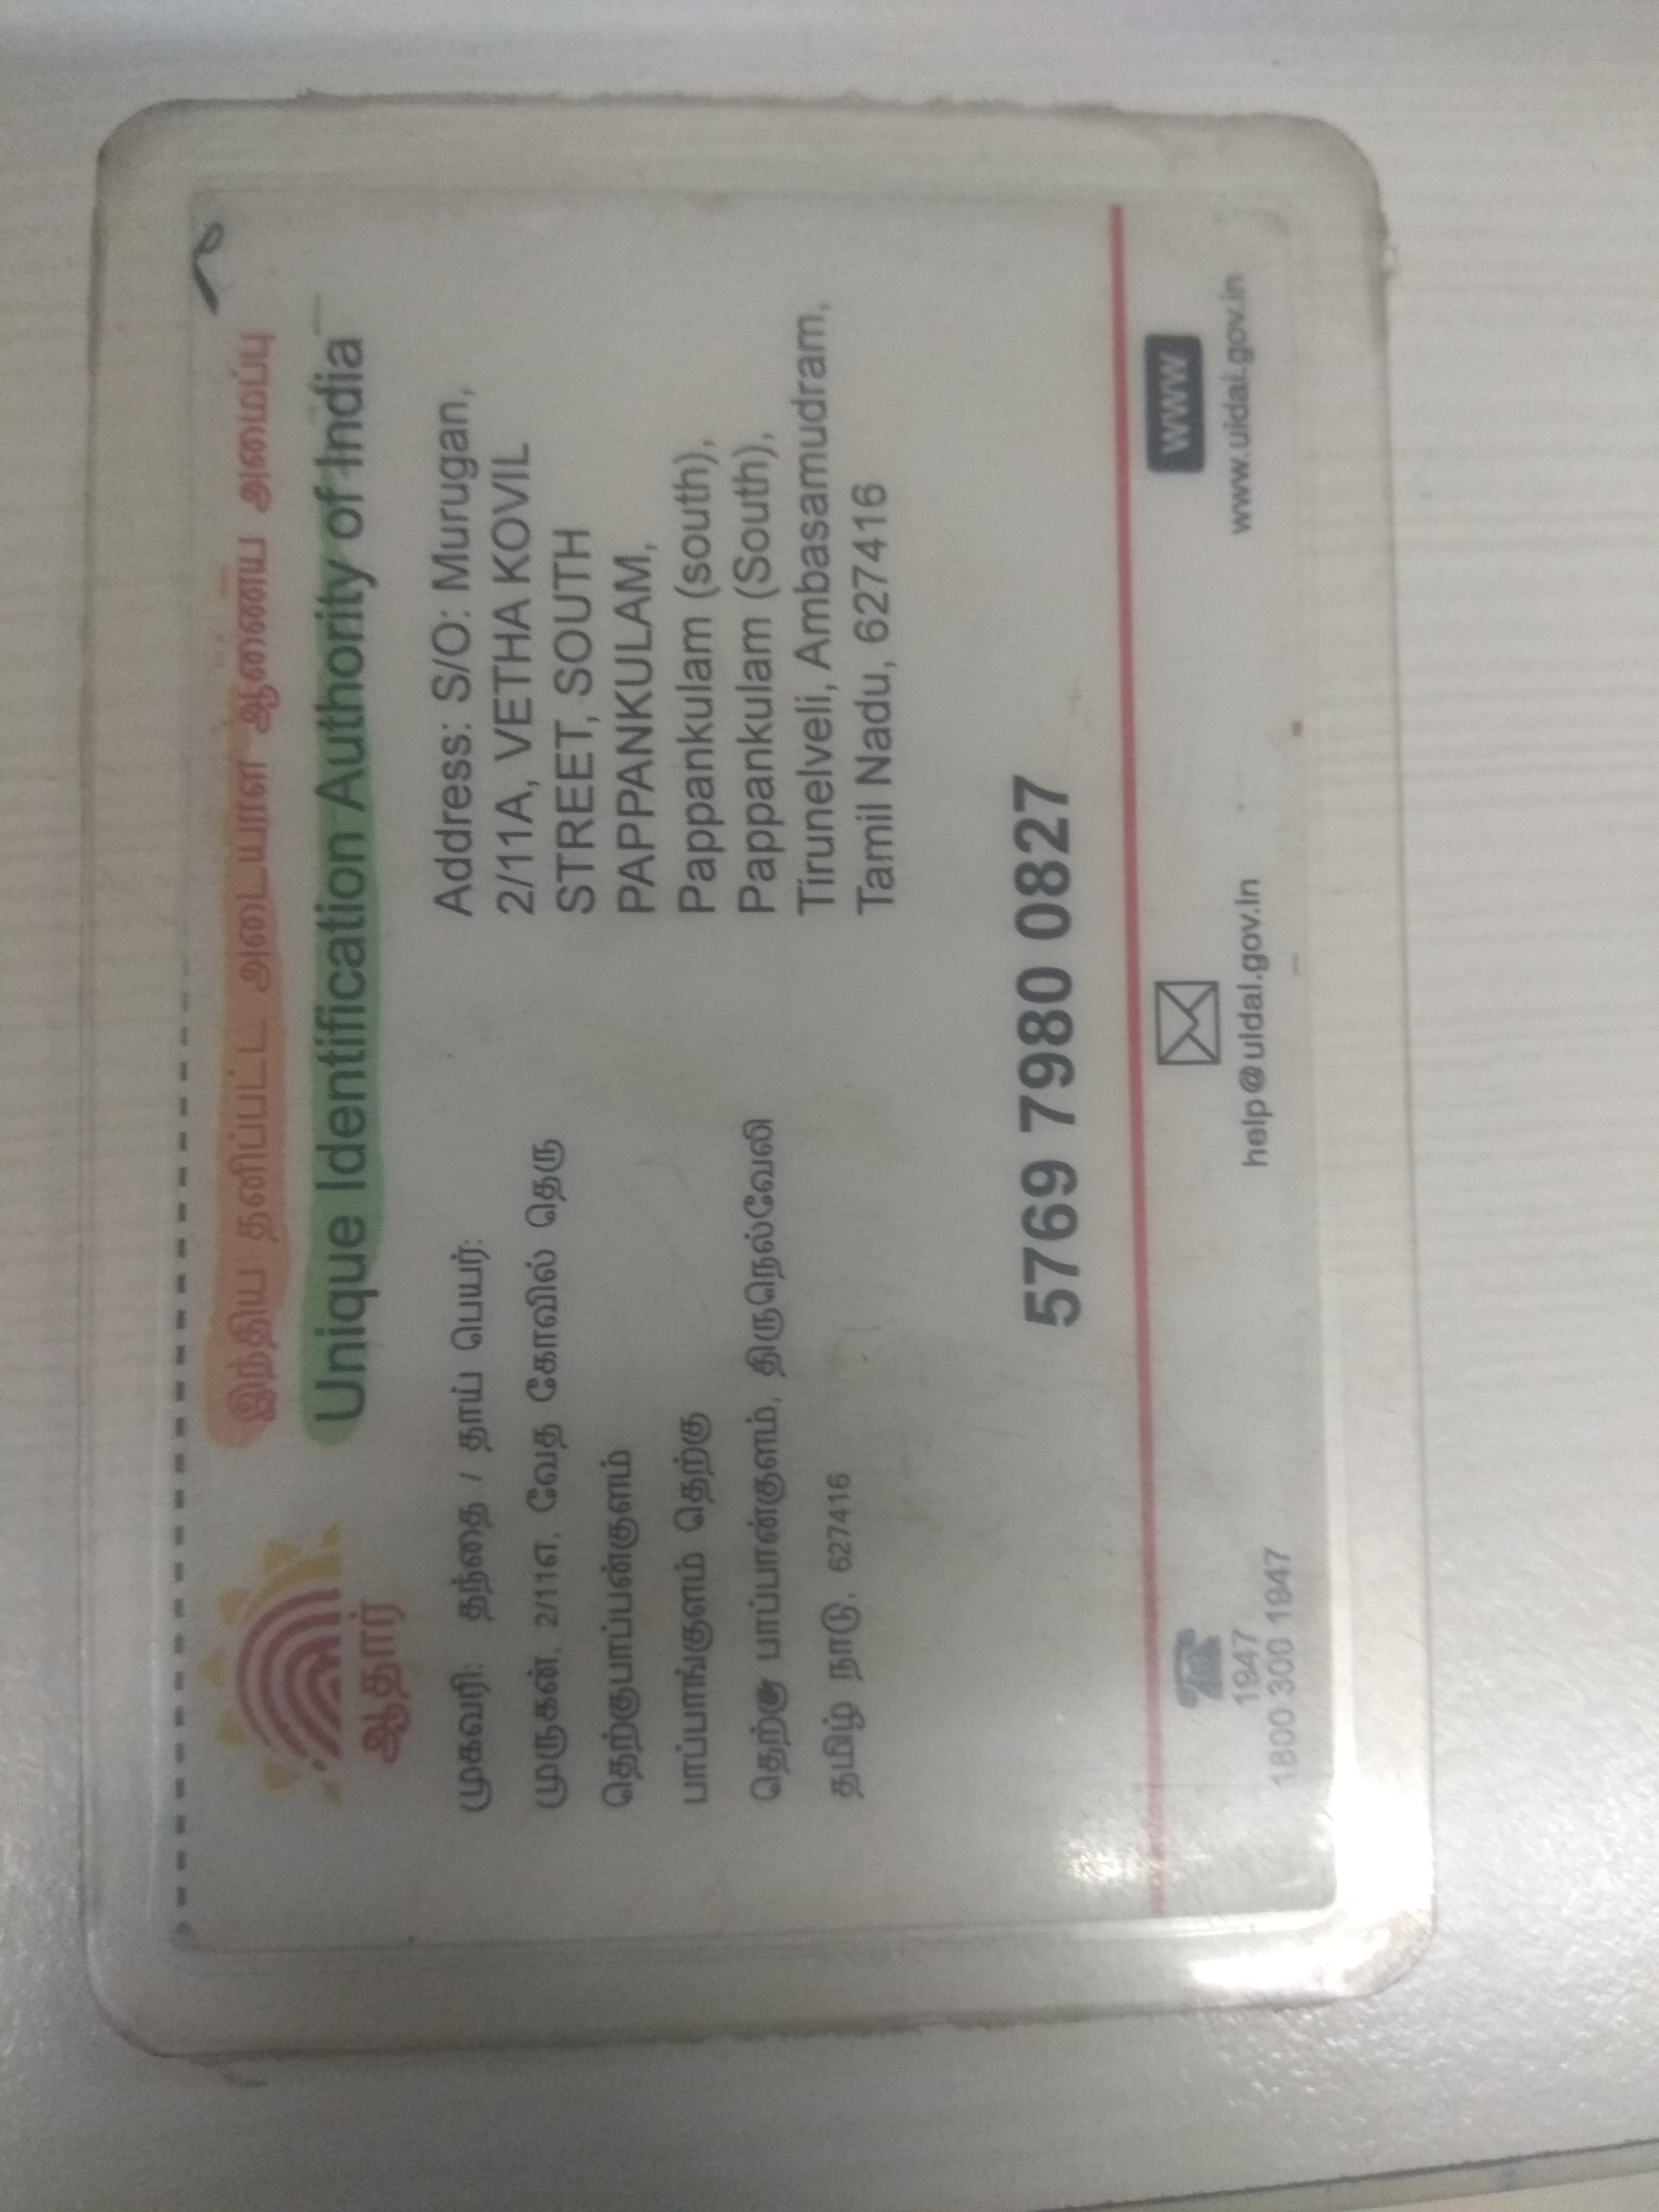 இந்திய தனிப்பட்ட அடையாள ஆணைய அமைப்பு
Unique Identification Authority of India
ஆதார்
முகவரி: தந்தை / தாய் பெயர்:
முருகன், 2/11எ, வேத கோவில் தெரு
தெற்குபாப்பன்குளம்
பாப்பாங்குளம் தெற்கு
தெற்கு பாப்பான்குளம், திருநெல்வேலி
தமிழ் நாடு, 627416
Address: S/O: Murugan,
2/11A, VETHA KOVIL
STREET, SOUTH
PAPPANKULAM,
Pappankulam (south),
Pappankulam (South),
Tirunelveli, Ambasamudram,
Tamil Nadu, 627416
5769 7980 0827
1947
1800 300 1947
help@uidai.gov.in
www
www.uidai.gov.in